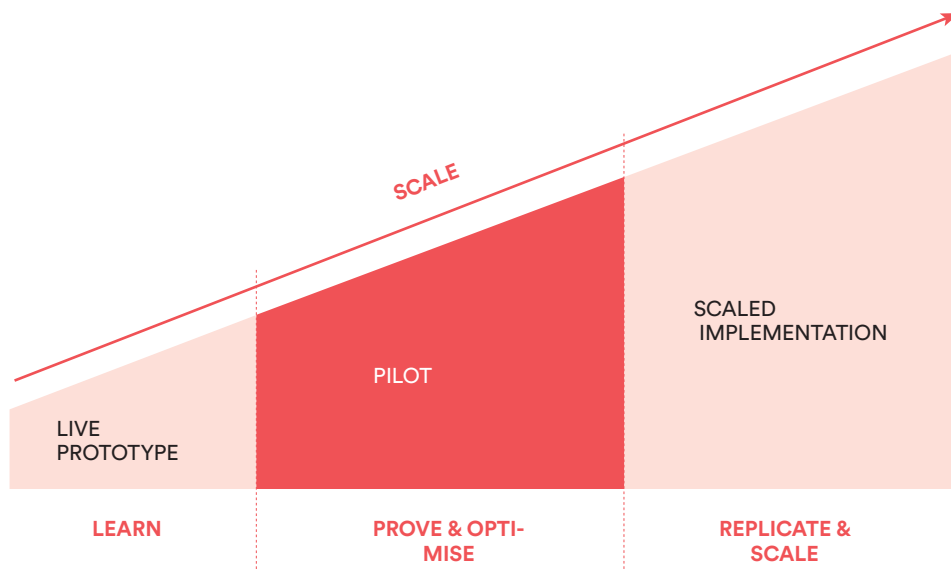 SCALE
LIVE
PROTOTYPE
PILOT
SCALED
IMPLEMENTATION
LEARN
PROVE & OPTI-
MISE
REPLICATE &
SCALE